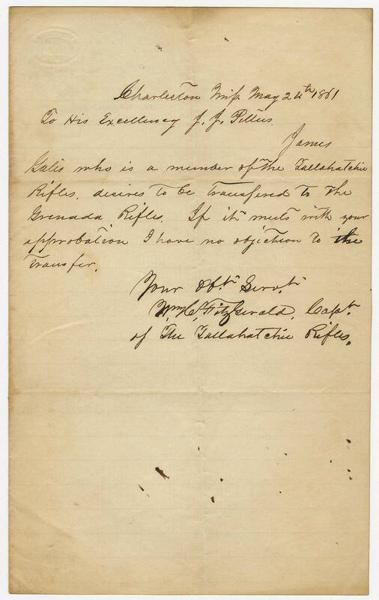 Charleston Miss May 24th 1861
To His Excellency J. J. Pettus
James
Gales who is a member of the Tallahatchie
Rifles, desires to be transfered to the
Grenada Rifles. If it meets with your
approbation I have no objection to the
Transfer.
Your Obt. Servt.
Wm. C. FitzGerald, Capt.
of The Tallahatchie Rifles.